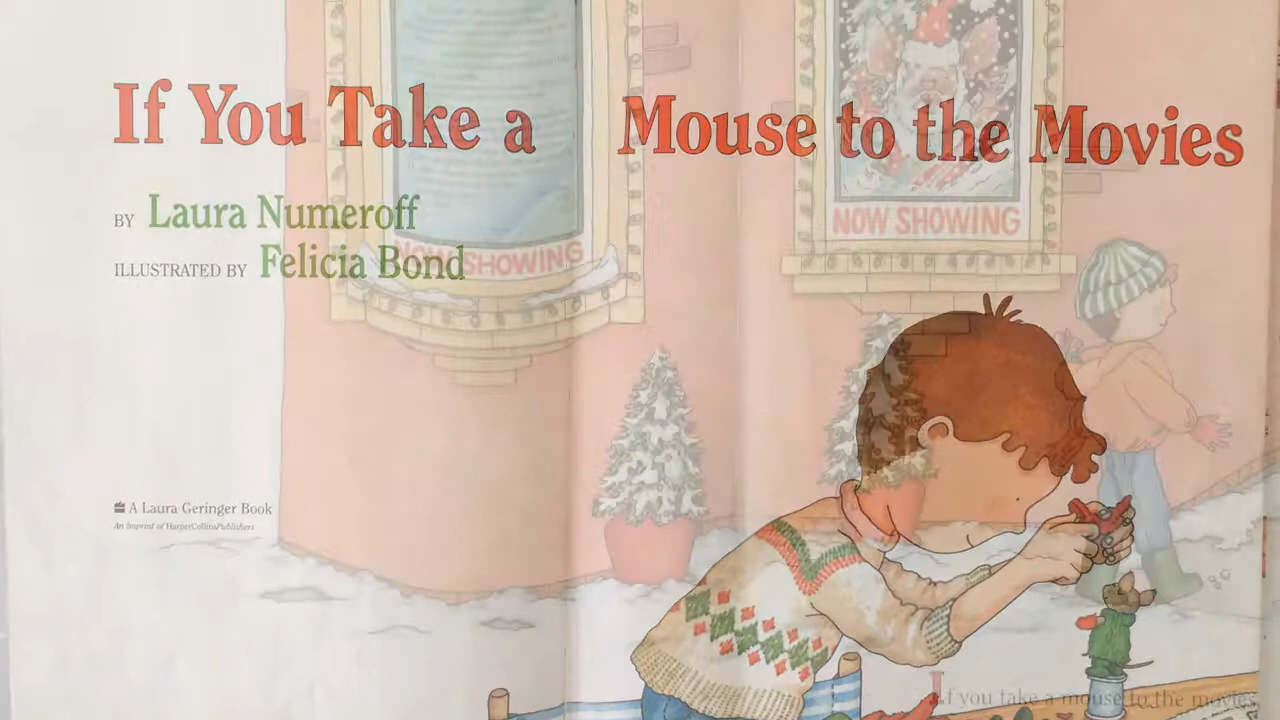 If You Take a Mouse to the Movies
BY Laura Numeroff
ILLUSTRATED BY Felicia Bond
NOW SHOWING
NOW SHOWING
A Laura Geringer Book
An Imprint of HarperCollinsPublishers
If you take a mouse to the movies,